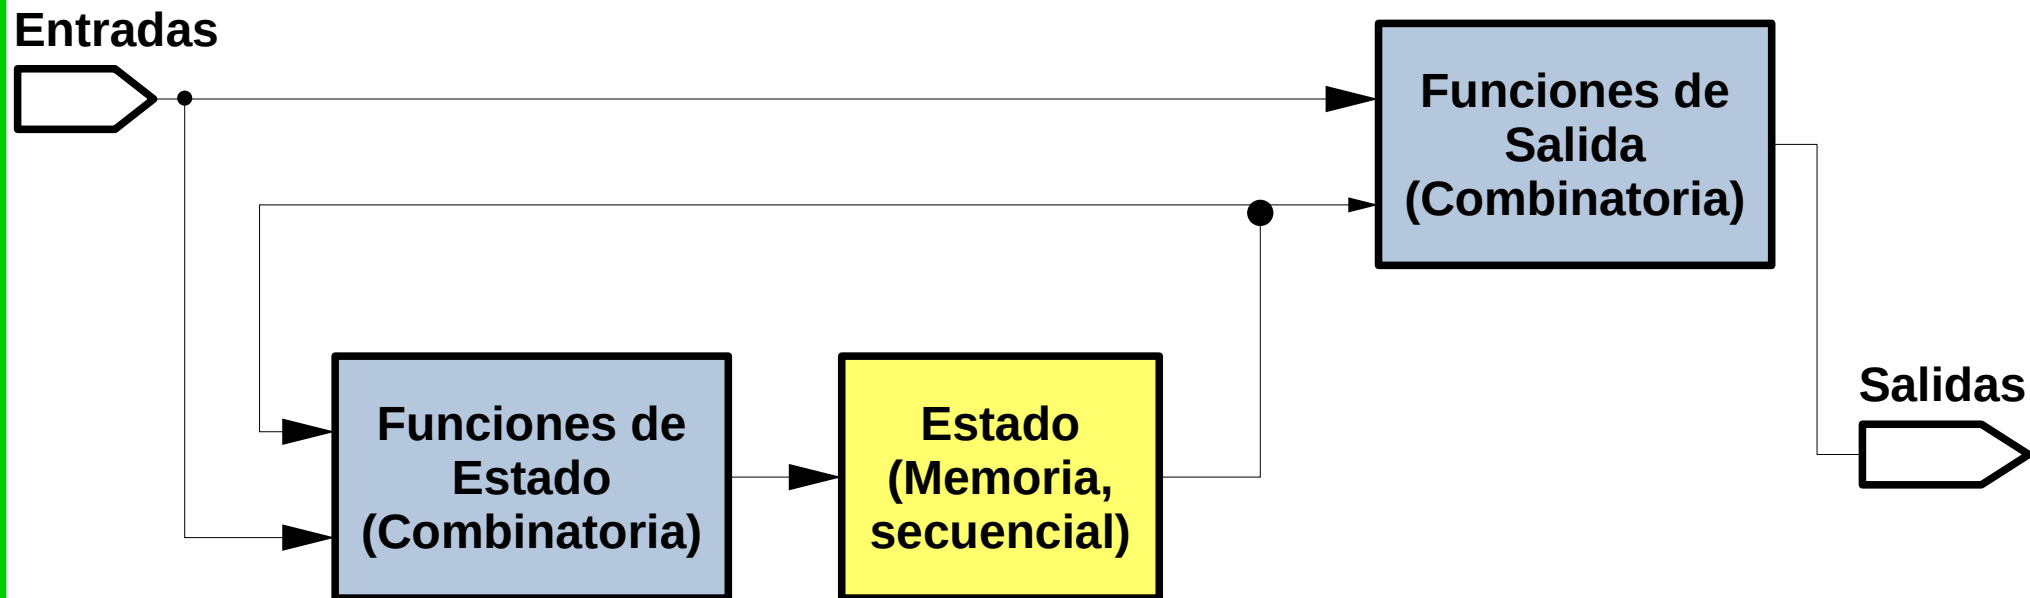 Entradas
Funciones de
Salida
(Combinatoria)
Funciones de
Estado
(Combinatoria)
Estado
(Memoria,
secuencial)
Salidas